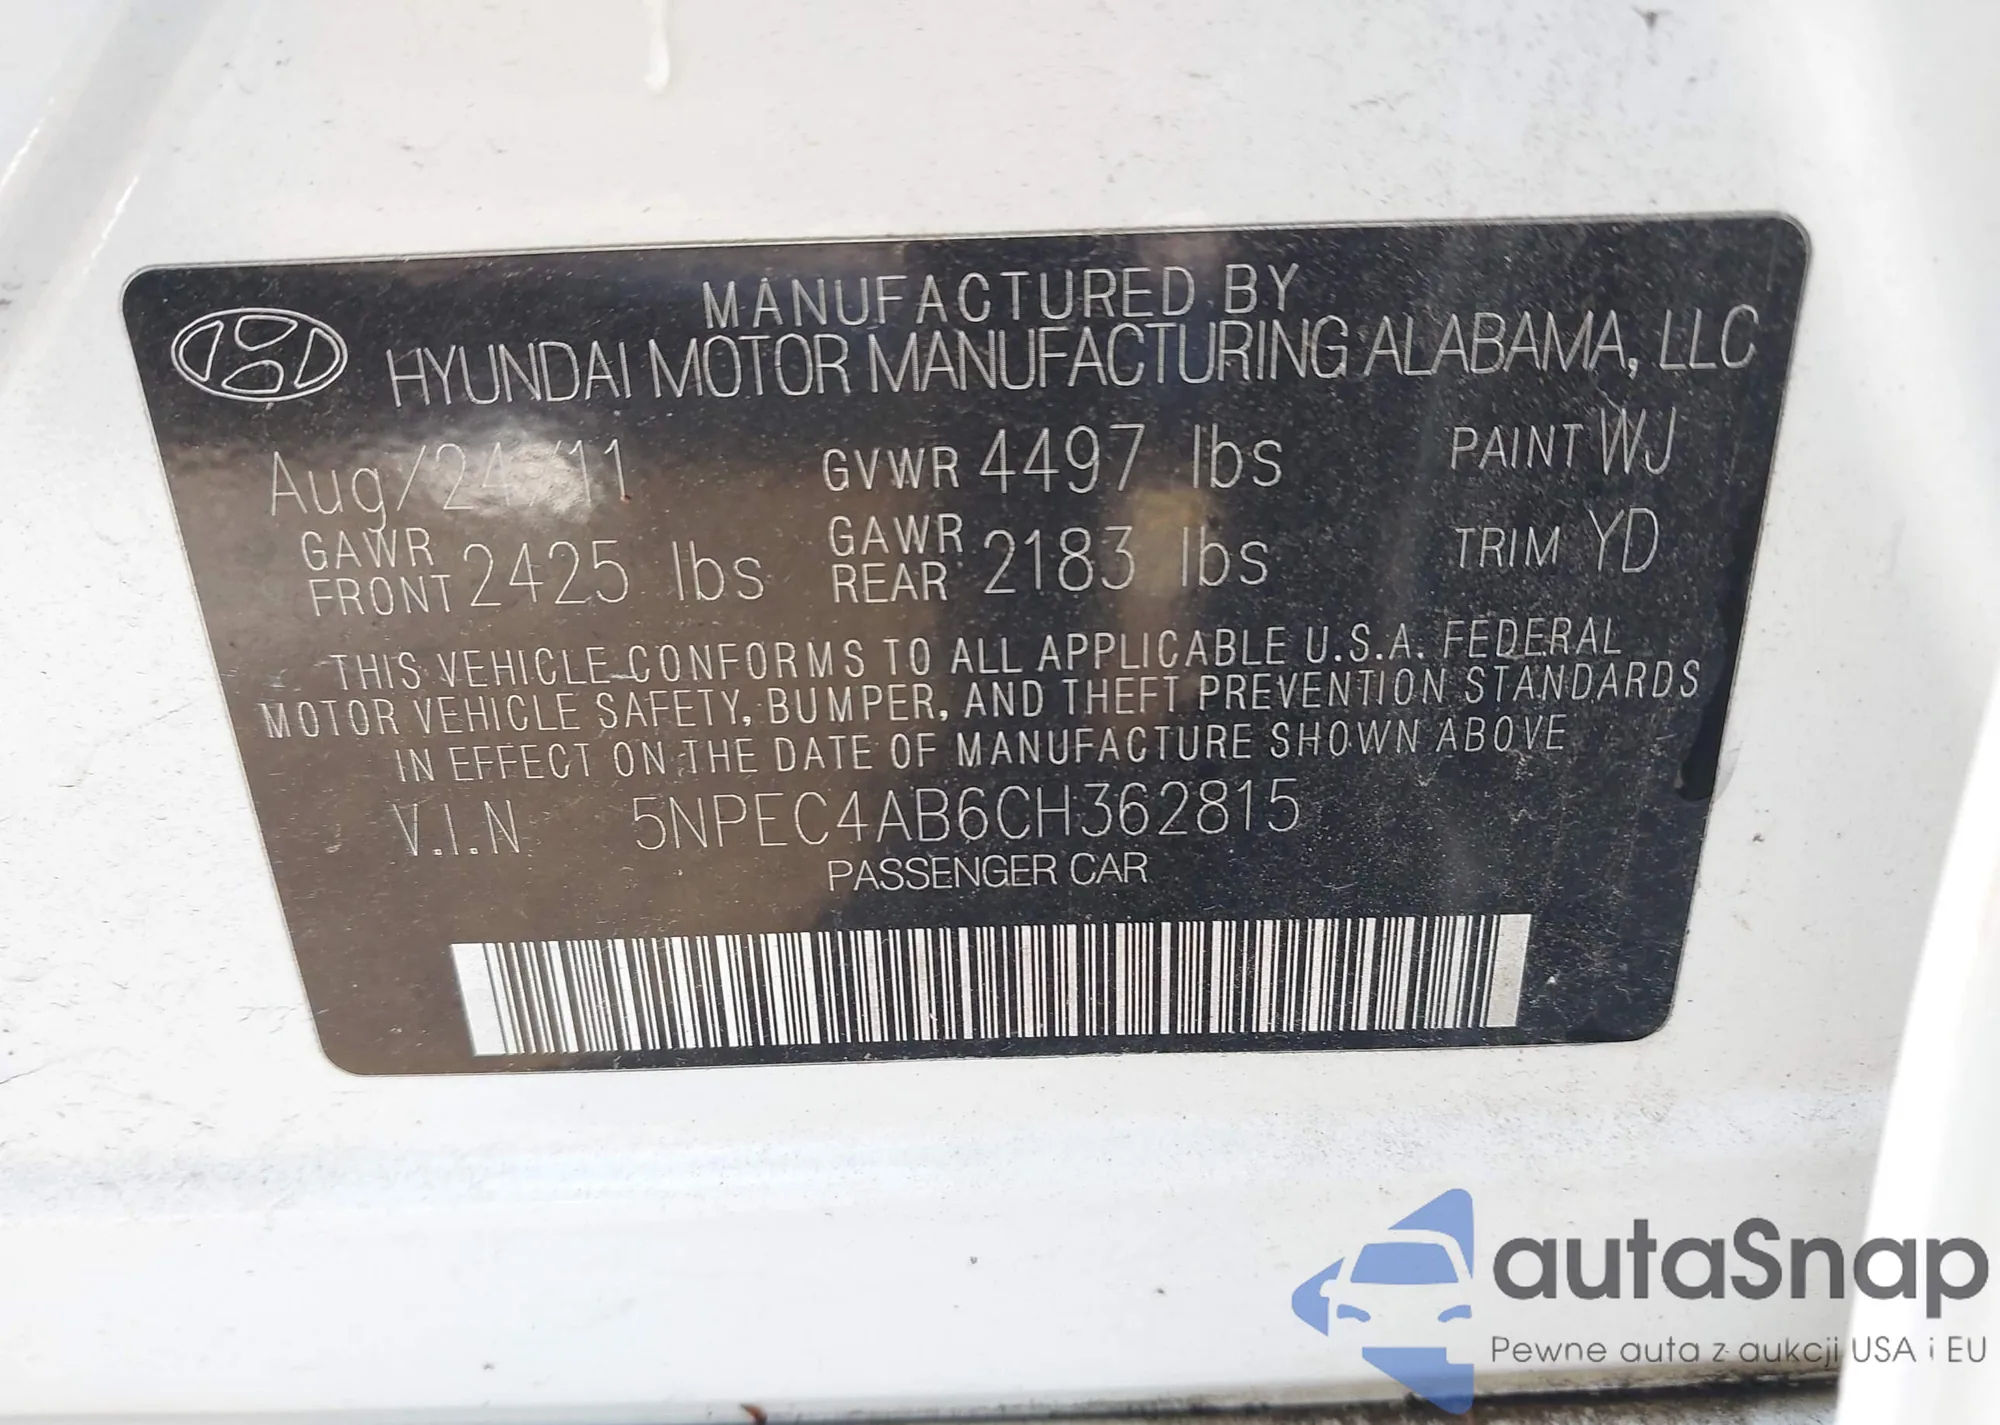 MANUFACTURED BY
HYUNDAI MOTOR MANUFACTURING ALABAMA, LLC
Aug/24/11 GVWR 4497 lbs PAINT WJ
GAWR FRONT 2425 lbs GAWR REAR 2183 lbs TRIM YD
THIS VEHICLE CONFORMS TO ALL APPLICABLE U.S.A. FEDERAL
MOTOR VEHICLE SAFETY, BUMPER, AND THEFT PREVENTION STANDARDS
IN EFFECT ON THE DATE OF MANUFACTURE SHOWN ABOVE
V.I.N 5NPEC4AB6CH362815
PASSENGER CAR
autaSnap
Pewne auta z aukcji USA i EU